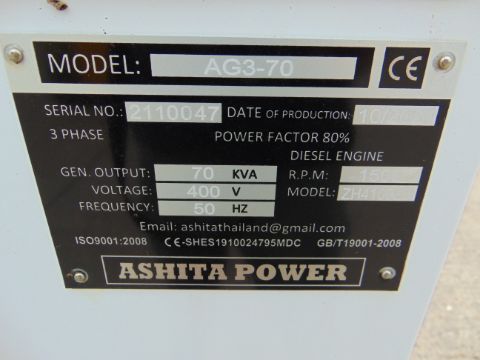 MODEL: AG3-70 CE
SERIAL NO.: 2110047 DATE OF PRODUCTION:
3 PHASE POWER FACTOR 80%
DIESEL ENGINE
GEN. OUTPUT: 70 KVA R.P.M:
VOLTAGE: 400 V MODEL:
FREQUENCY: 50 HZ
Email: ashitathailand@gmail.com
ISO9001:2008 CE-SHES1910024795MDC GB/T19001-2008
ASHITA POWER